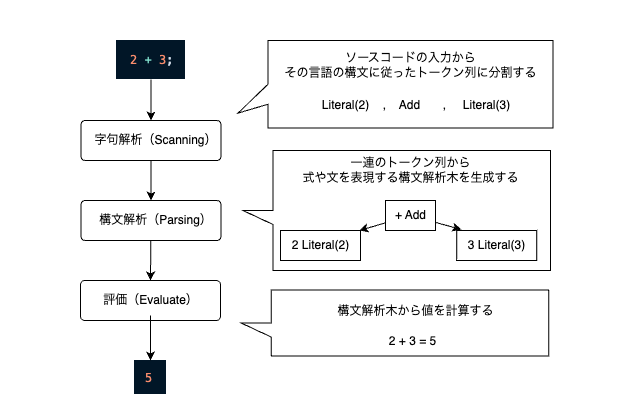 2 + 3;
ソースコードの入力から
その言語の構文に従ったトークン列に分割する
Literal(2) , Add , Literal(3)
字句解析（Scanning）
一連のトークン列から
式や文を表現する構文解析木を生成する
+ Add
2 Literal(2)
3 Literal(3)
構文解析（Parsing）
評価（Evaluate）
構文解析木から値を計算する
2 + 3 = 5
5